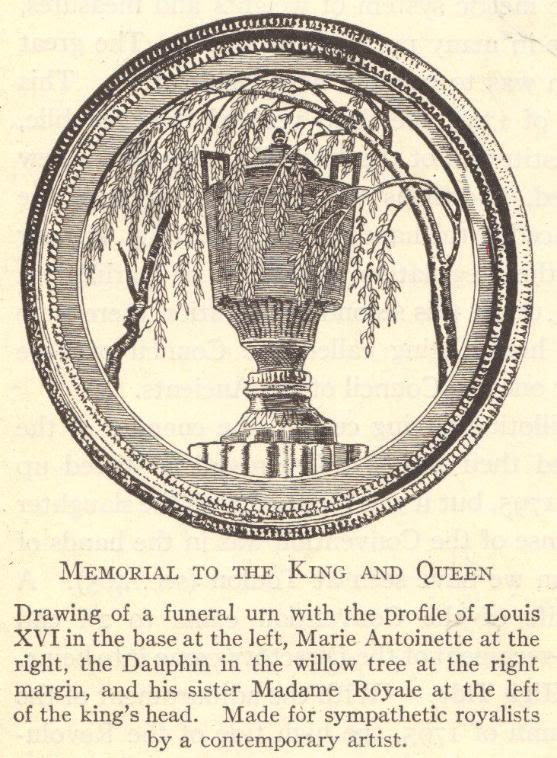 MEMORIAL TO THE KING AND QUEEN
Drawing of a funeral urn with the profile of Louis
XVI in the base at the left, Marie Antoinette at the
right, the Dauphin in the willow tree at the right
margin, and his sister Madame Royale at the left
of the king's head. Made for sympathetic royalists
by a contemporary artist.